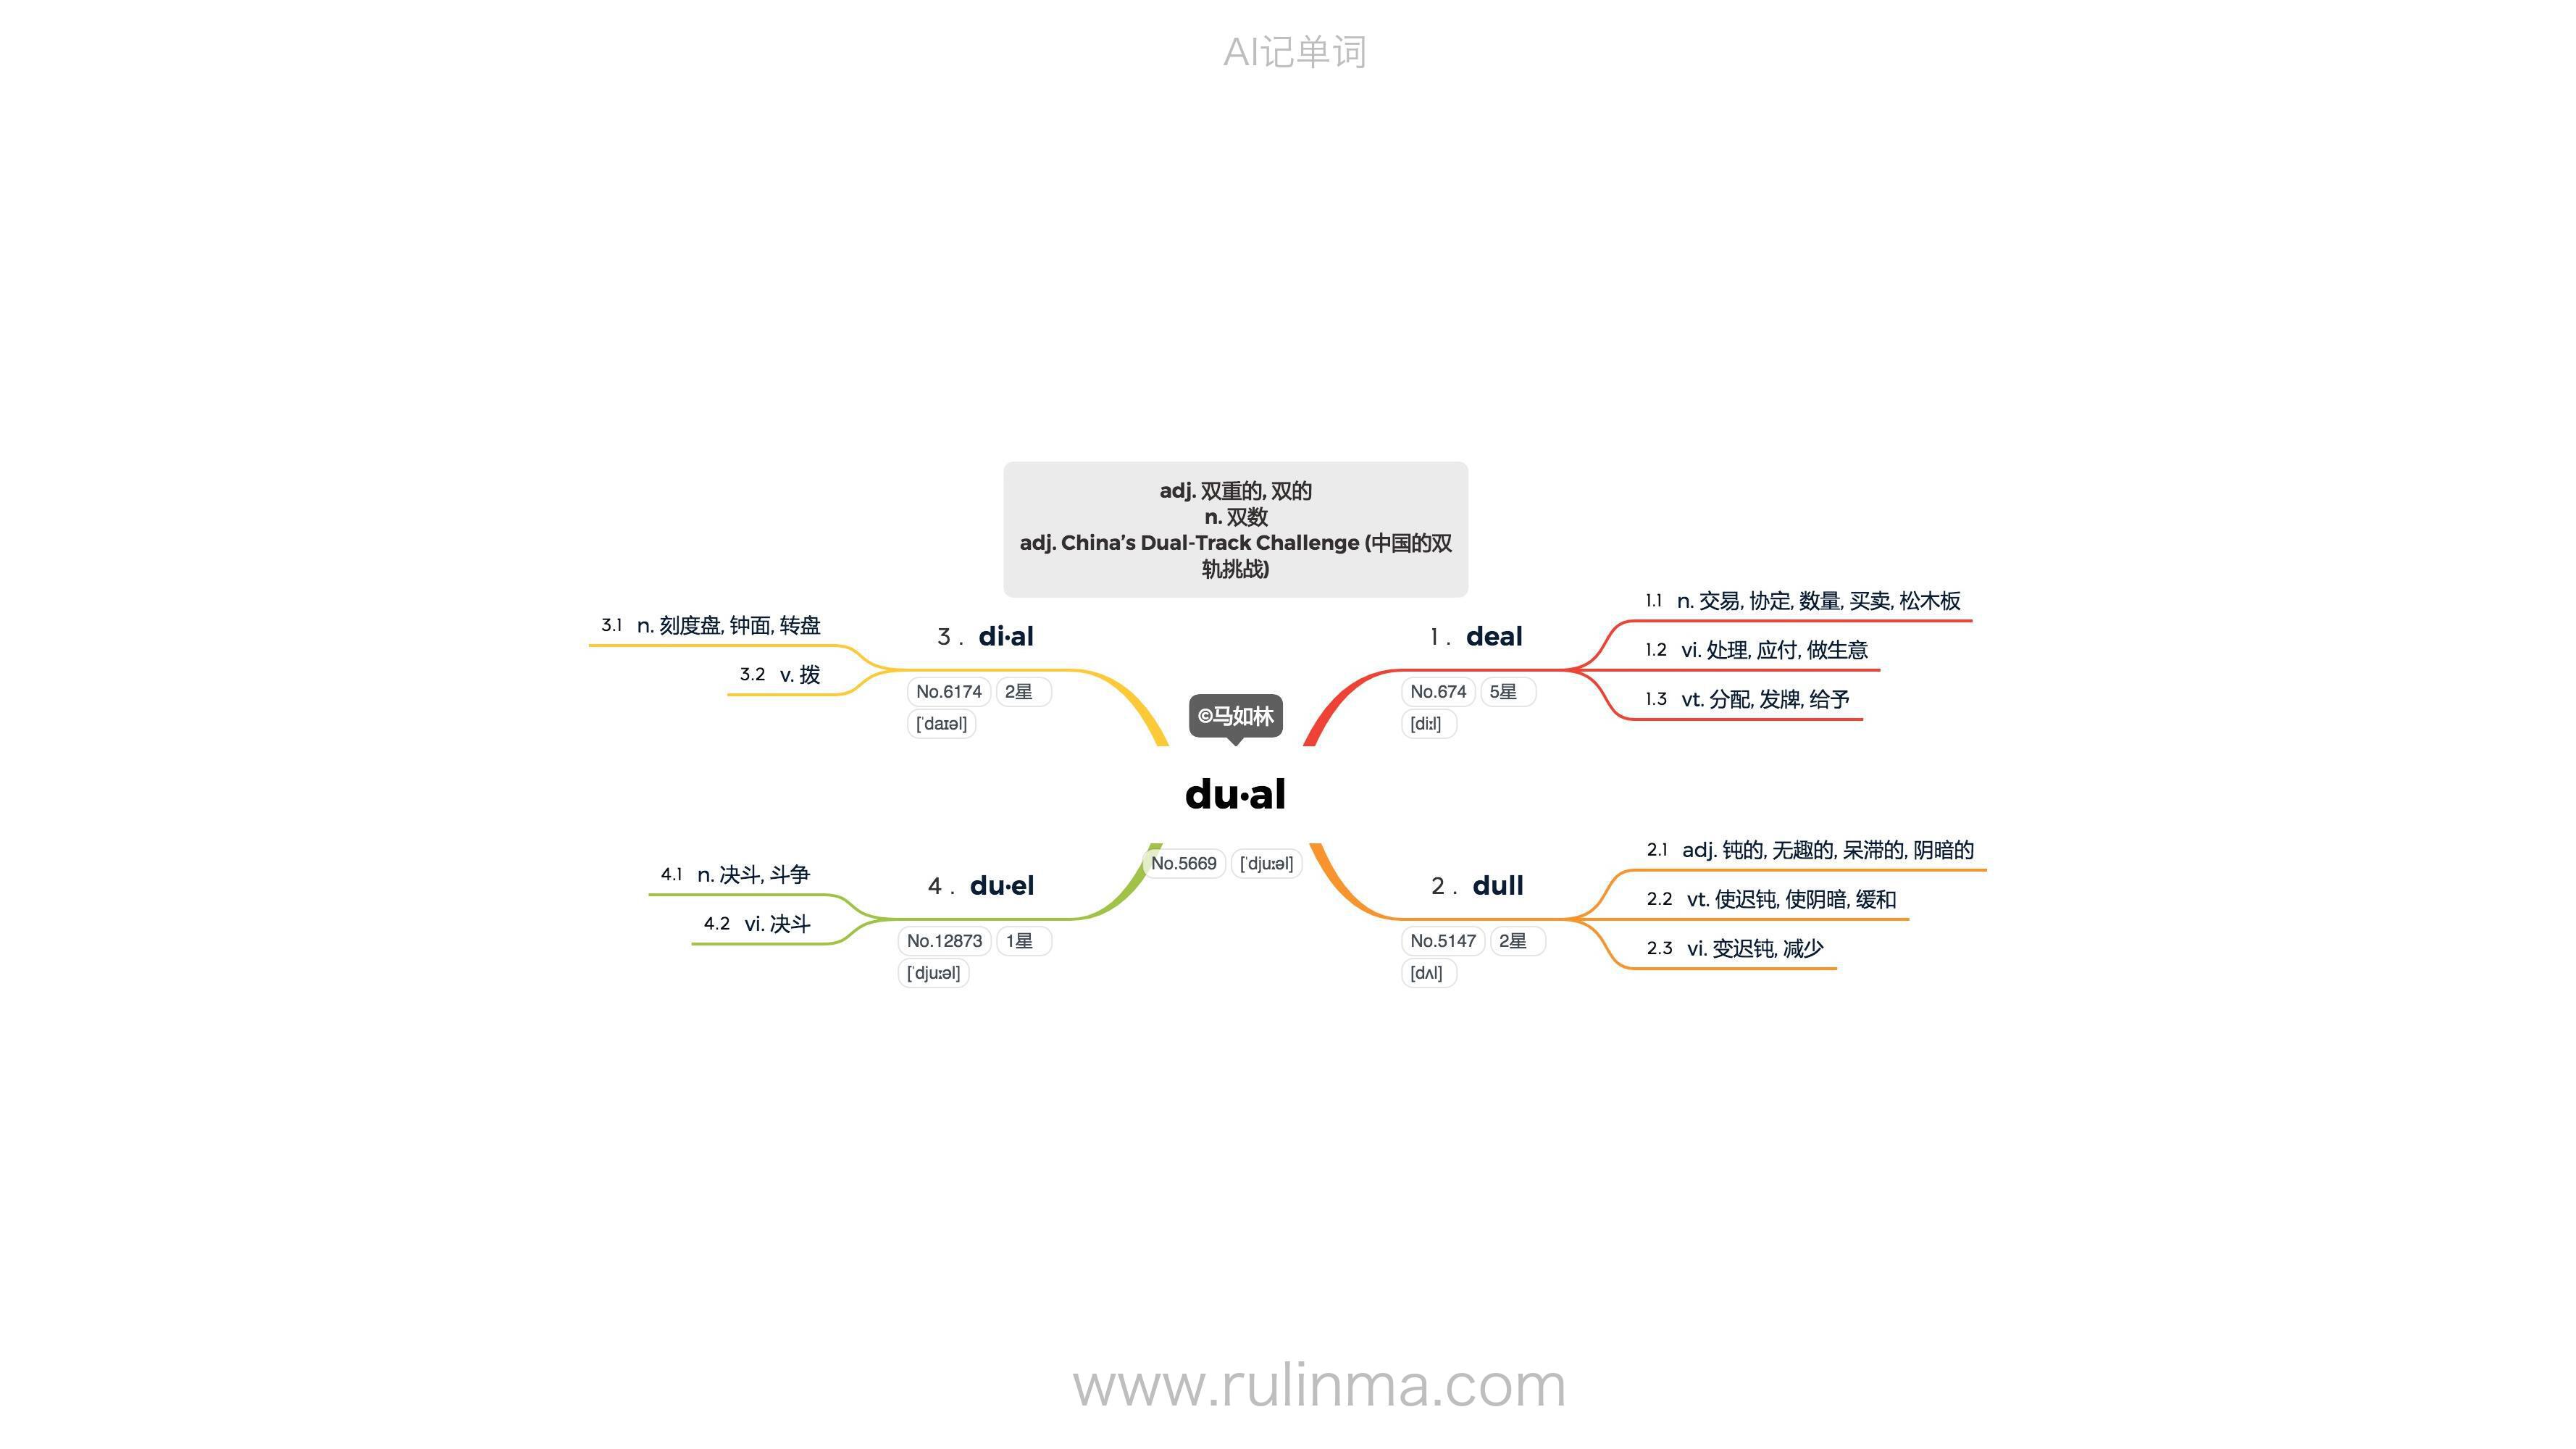 AI记单词
adj. 双重的, 双的
n. 双数
adj. China’s Dual-Track Challenge (中国的双
轨挑战)
©马如林
du·al
No.5669 [ˈdjuːəl]
1 . deal
No.674 5星
[diːl]
1.1 n. 交易, 协定, 数量, 买卖, 松木板
1.2 vi. 处理, 应付, 做生意
1.3 vt. 分配, 发牌, 给予
2 . dull
No.5147 2星
[dʌl]
2.1 adj. 钝的, 无趣的, 呆滞的, 阴暗的
2.2 vt. 使迟钝, 使阴暗, 缓和
2.3 vi. 变迟钝, 减少
3 . di·al
No.6174 2星
[ˈdaɪəl]
3.1 n. 刻度盘, 钟面, 转盘
3.2 v. 拨
4 . du·el
No.12873 1星
[ˈdjuːəl]
4.1 n. 决斗, 斗争
4.2 vi. 决斗
www.rulinma.com